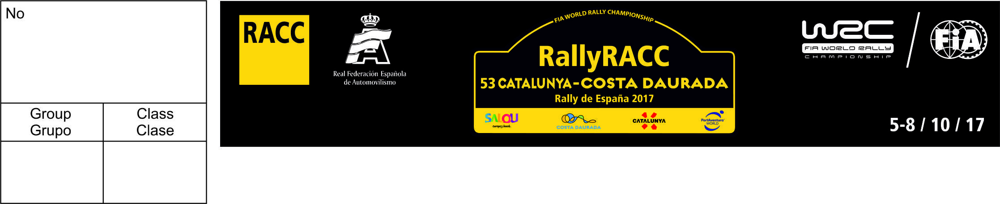 No
Group
Grupo
Class
Clase
RACC
Real Federación Española
de Automovilismo
FIA WORLD RALLY CHAMPIONSHIP
RallyRACC
53 CATALUNYA-COSTA DAURADA
Rally de España 2017
SALOU
europe's beach
COSTA DAURADA
CATALUNYA
PortAventura®
WORLD
WRC
FIA WORLD RALLY
CHAMPIONSHIP
FiA
5-8 / 10 / 17